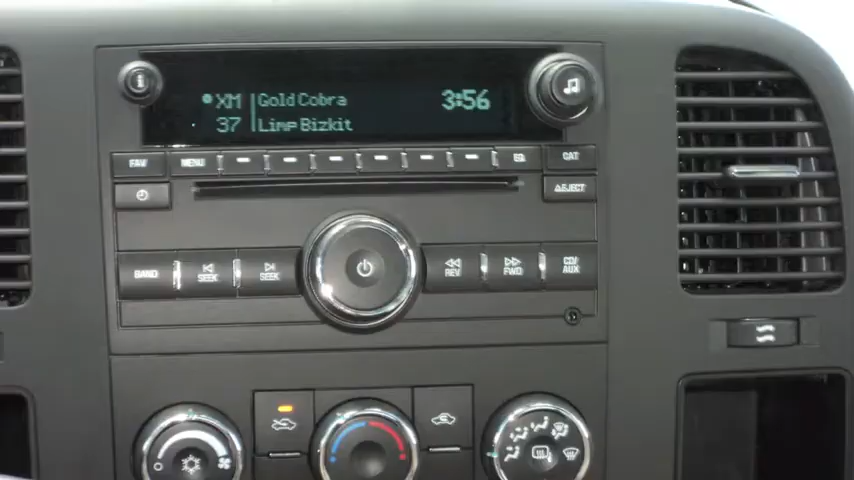 XM Gold Cobra 3:56
37 Limp Bizkit
FAV MENU EQ CAT
EJECT
BAND SEEK SEEK REV FWD CD/AUX